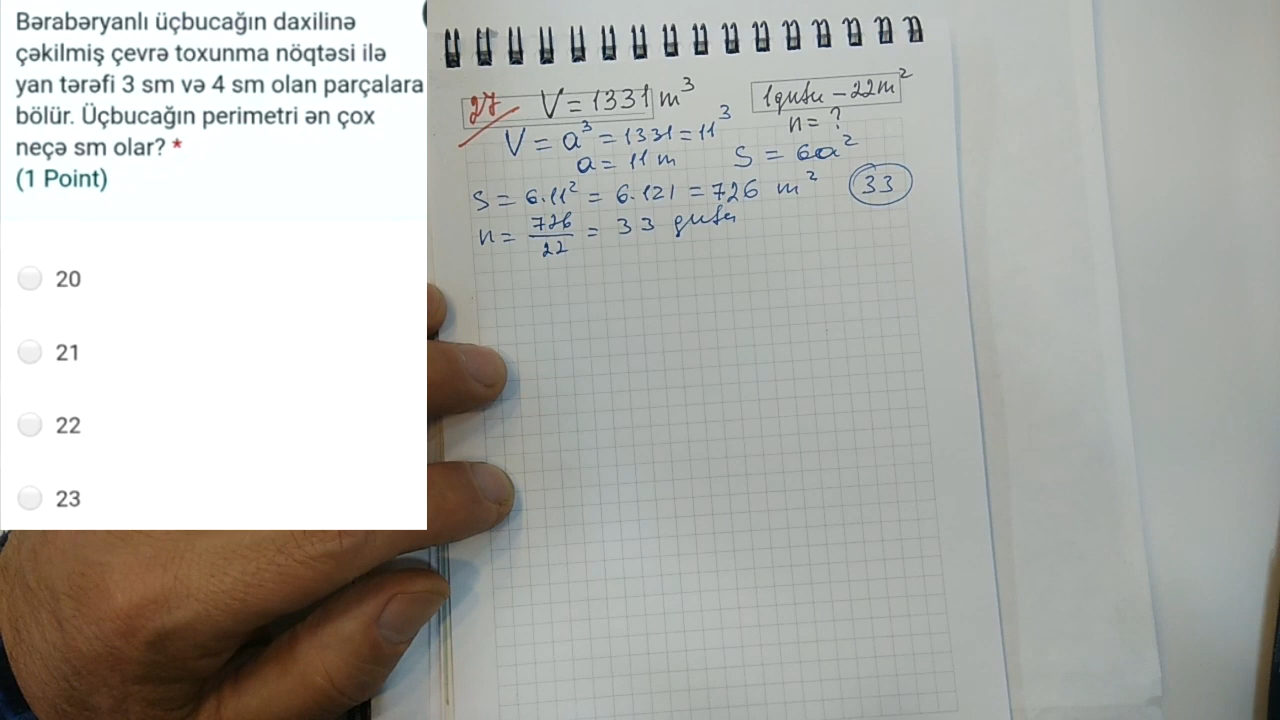 Bərabəryanlı üçbucağın daxilinə
çəkilmiş çevrə toxunma nöqtəsi ilə
yan tərəfi 3 sm və 4 sm olan parçalara
bölür. Üçbucağın perimetri ən çox
neçə sm olar? *
(1 Point)
20
21
22
23
27 V = 1331 m³ 1 qutu – 22m²
n = ?
V = a³ = 1331 = 11³
a = 11 m S = 6a²
S = 6·11² = 6·121 = 726 m² 33
n = 726/22 = 33 qutu